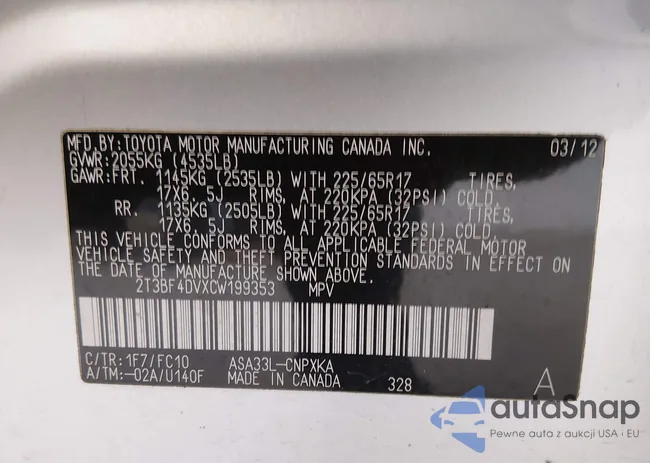 MFD.BY:TOYOTA MOTOR MANUFACTURING CANADA INC. 03/12
GVWR: 2055KG (4535LB)
GAWR:FRT. 1145KG (2535LB) WITH 225/65R17 TIRES,
17X6. 5J RIMS, AT 220KPA (32PSI) COLD.
RR. 1135KG (2505LB) WITH 225/65R17 TIRES,
17X6. 5J RIMS, AT 220KPA (32PSI) COLD.
THIS VEHICLE CONFORMS TO ALL APPLICABLE FEDERAL MOTOR
VEHICLE SAFETY AND THEFT PREVENTION STANDARDS IN EFFECT ON
THE DATE OF MANUFACTURE SHOWN ABOVE.
2T3BF4DVXCW199353 MPV
C/TR: 1F7/FC10 ASA33L-CNPXKA
A/TM:-02A/U140F MADE IN CANADA 328 A
autoSnap
Pewne auta z aukcji USA i EU